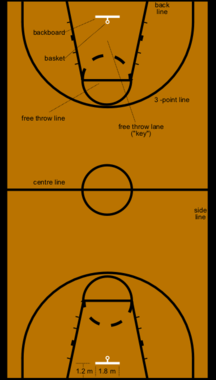 back
line
backboard
basket
3 -point line
free throw line
free throw lane
("key")
centre line
side
line
1.2 m
1.8 m